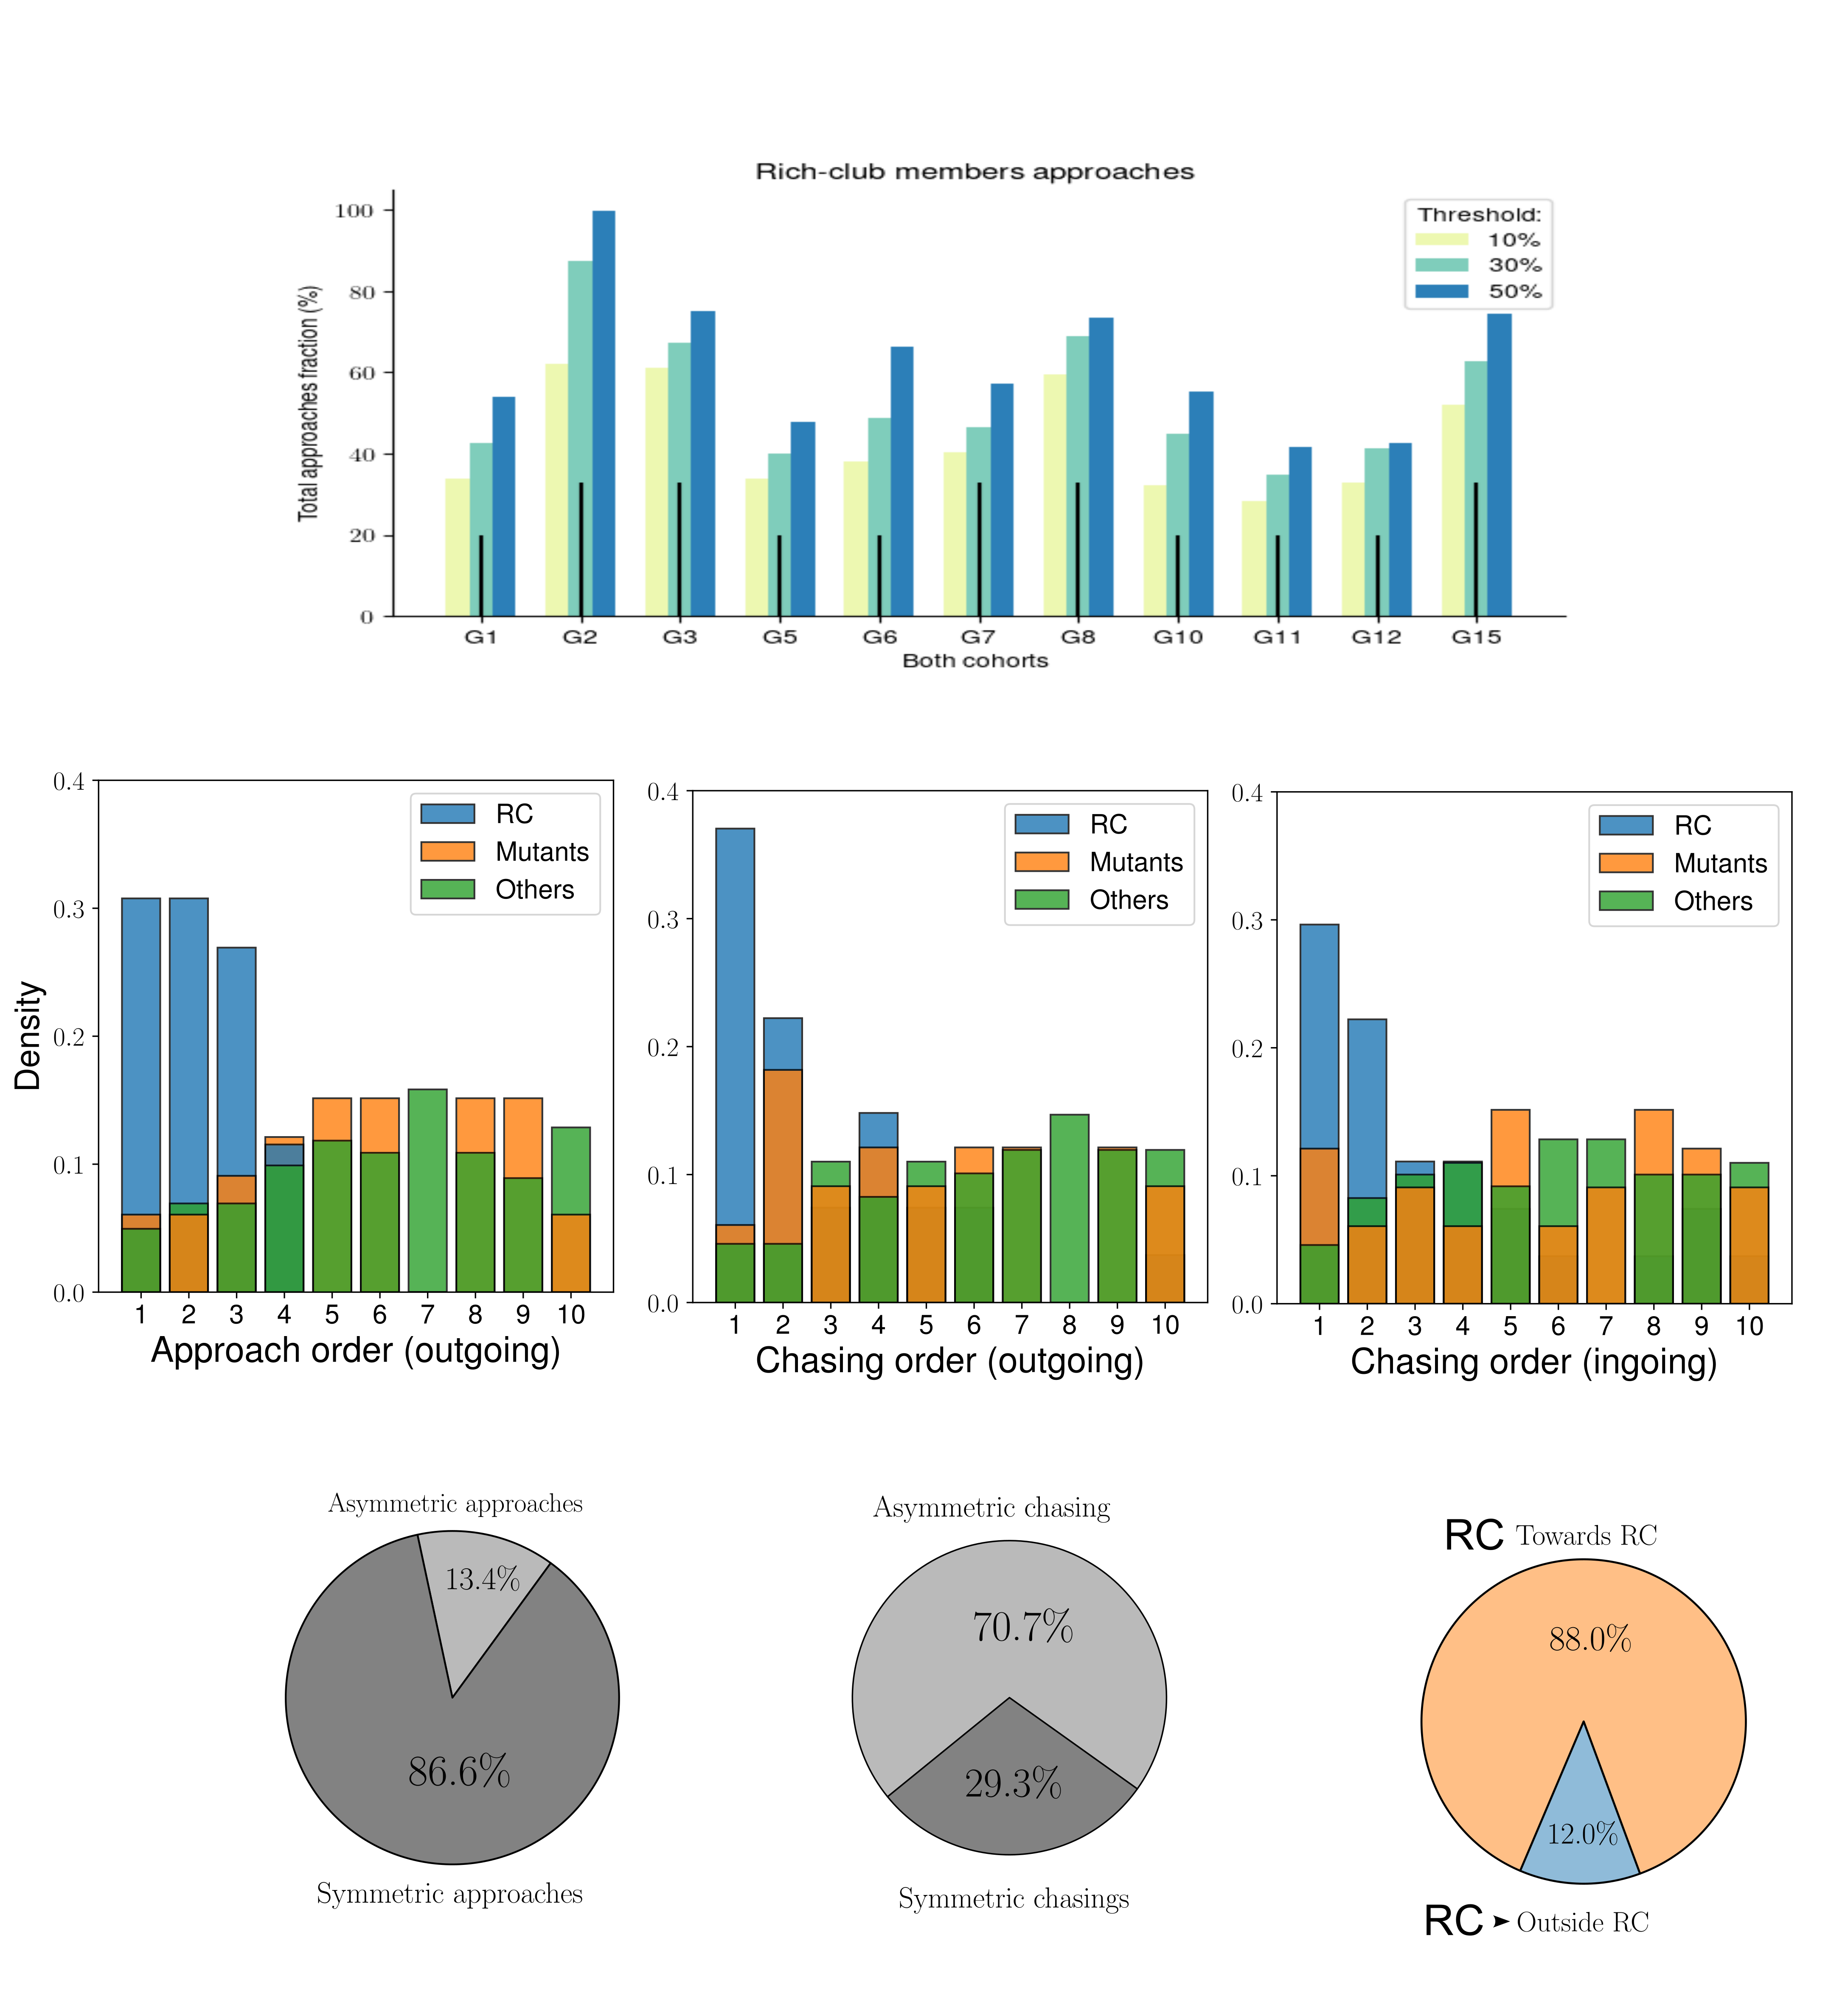 Rich-club members approaches
Total approaches fraction (%)
100
80
60
40
20
0
Threshold:
10%
30%
50%
G1 G2 G3 G5 G6 G7 G8 G10 G11 G12 G15
Both cohorts
Density
0.4
0.3
0.2
0.1
0.0
RC
Mutants
Others
1 2 3 4 5 6 7 8 9 10
Approach order (outgoing)
0.4
0.3
0.2
0.1
0.0
RC
Mutants
Others
1 2 3 4 5 6 7 8 9 10
Chasing order (outgoing)
0.4
0.3
0.2
0.1
0.0
RC
Mutants
Others
1 2 3 4 5 6 7 8 9 10
Chasing order (ingoing)
Asymmetric approaches
13.4%
86.6%
Symmetric approaches
Asymmetric chasing
70.7%
29.3%
Symmetric chasings
RC Towards RC
88.0%
12.0%
RC ➤ Outside RC